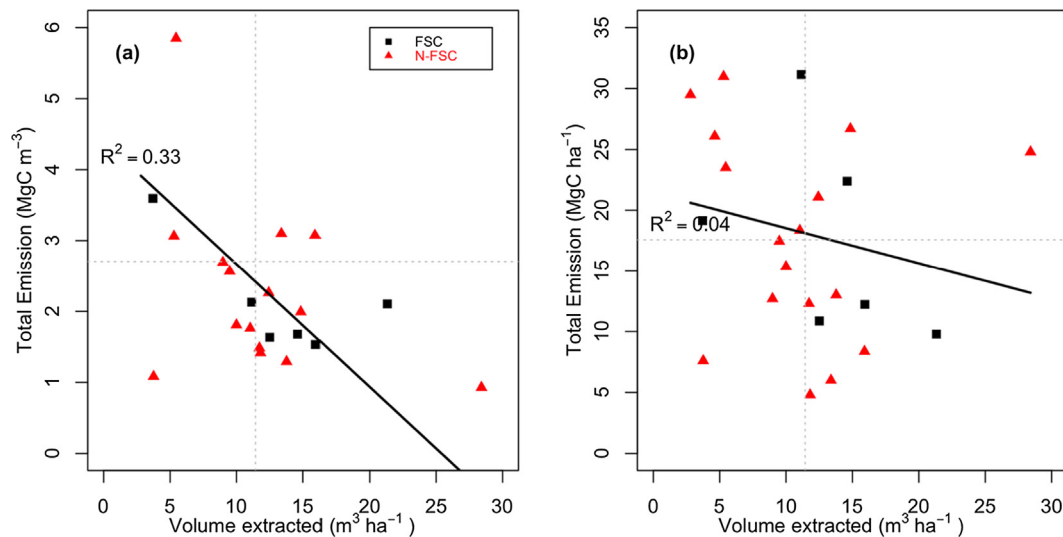 (a)
FSC
N-FSC
R² = 0.33
Total Emission (MgC m⁻³)
6
5
4
3
2
1
0
0 5 10 15 20 25 30
Volume extracted (m³ ha⁻¹)
(b)
R² = 0.04
Total Emission (MgC ha⁻¹)
35
30
25
20
15
10
5
0
0 5 10 15 20 25 30
Volume extracted (m³ ha⁻¹)